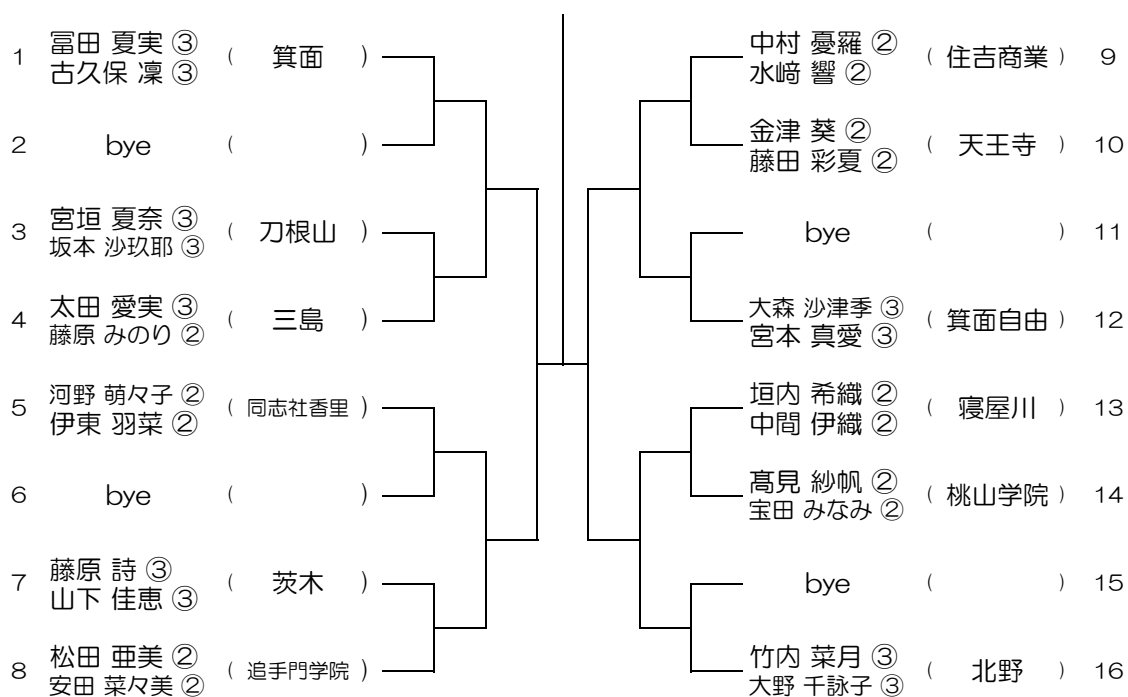 1 冨田 夏実 ③ ( 箕面 )
古久保 凜 ③
2 bye ( )
3 宮垣 夏奈 ③ ( 刀根山 )
坂本 沙玖耶 ③
4 太田 愛実 ③ ( 三島 )
藤原 みのり ②
5 河野 萌々子 ② ( 同志社香里 )
伊東 羽菜 ②
6 bye ( )
7 藤原 詩 ③ ( 茨木 )
山下 佳恵 ③
8 松田 亜美 ② ( 追手門学院 )
安田 菜々美 ②
中村 憂羅 ② ( 住吉商業 ) 9
水﨑 響 ②
金津 葵 ② ( 天王寺 ) 10
藤田 彩夏 ②
bye ( ) 11
大森 沙津季 ③ ( 箕面自由 ) 12
宮本 真愛 ③
垣内 希織 ② ( 寝屋川 ) 13
中間 伊織 ②
髙見 紗帆 ② ( 桃山学院 ) 14
宝田 みなみ ②
bye ( ) 15
竹内 菜月 ③ ( 北野 ) 16
大野 千詠子 ③